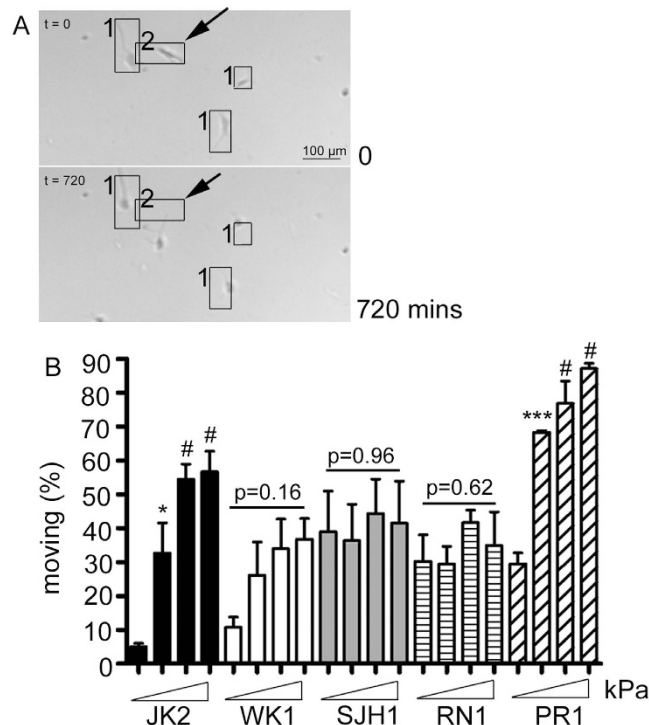 A
t = 0
1
2
1
1
100 µm
0
t = 720
1
2
1
1
720 mins
B
90
80
70
60
50
40
30
20
10
0
moving (%)
*
#
#
p=0.16
p=0.96
p=0.62
***
#
#
kPa
JK2 WK1 SJH1 RN1 PR1